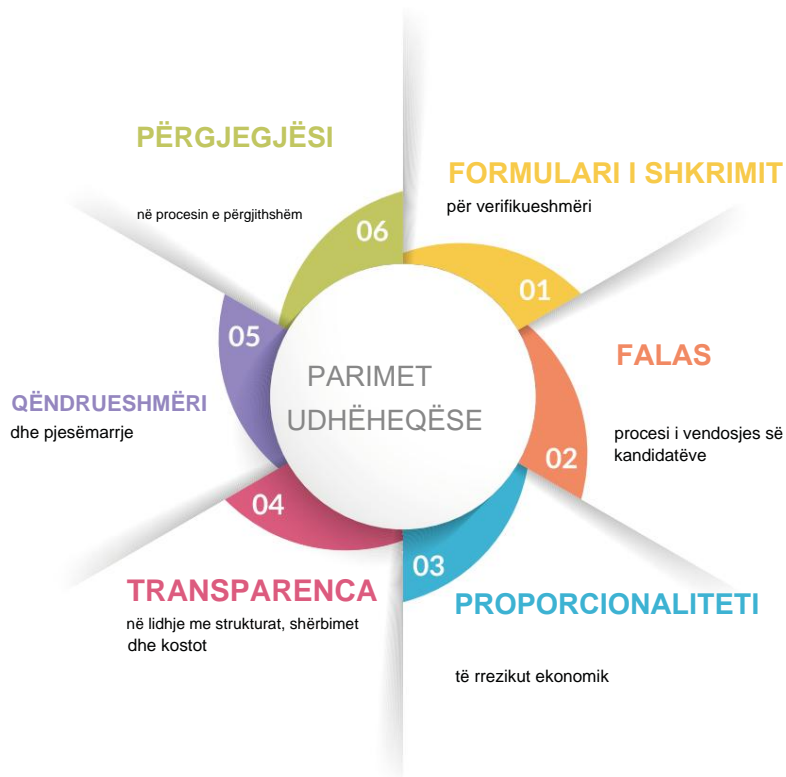 PARIMET
UDHËHEQËSE
01
FORMULARI I SHKRIMIT
për verifikueshmëri
02
FALAS
procesi i vendosjes së
kandidatëve
03
PROPORCIONALITETI
të rrezikut ekonomik
04
TRANSPARENCA
në lidhje me strukturat, shërbimet
dhe kostot
05
QËNDRUESHMËRI
dhe pjesëmarrje
06
PËRGJEGJËSI
në procesin e përgjithshëm